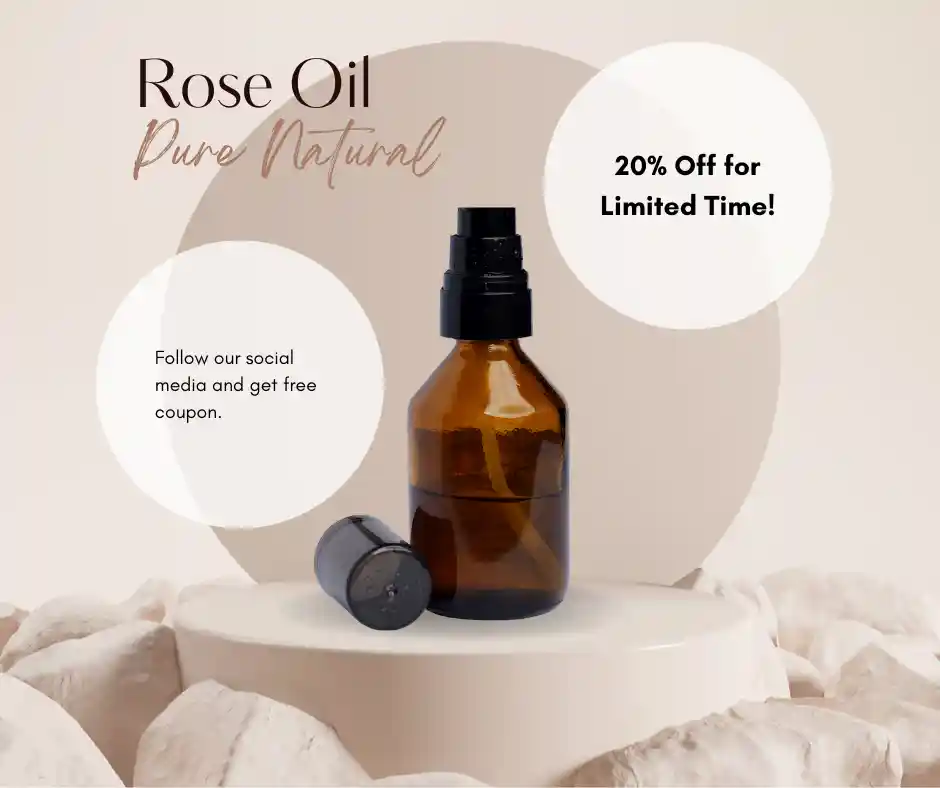 Rose Oil
Pure Natural
20% Off for
Limited Time!
Follow our social
media and get free
coupon.